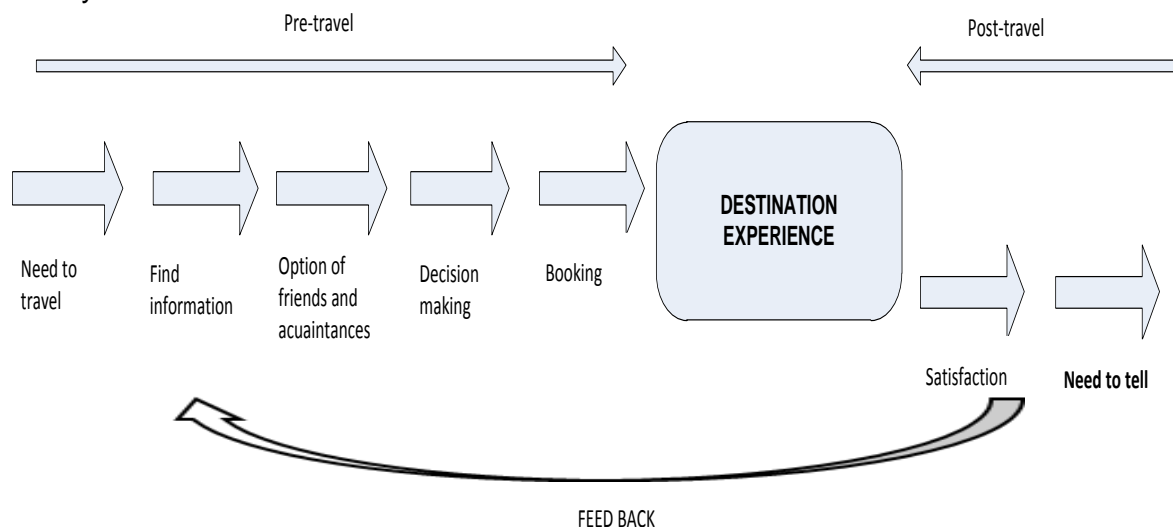 Pre-travel
Post-travel
DESTINATION
EXPERIENCE
Need to
travel
Find
information
Option of
friends and
acuaintances
Decision
making
Booking
Satisfaction
Need to tell
FEED BACK